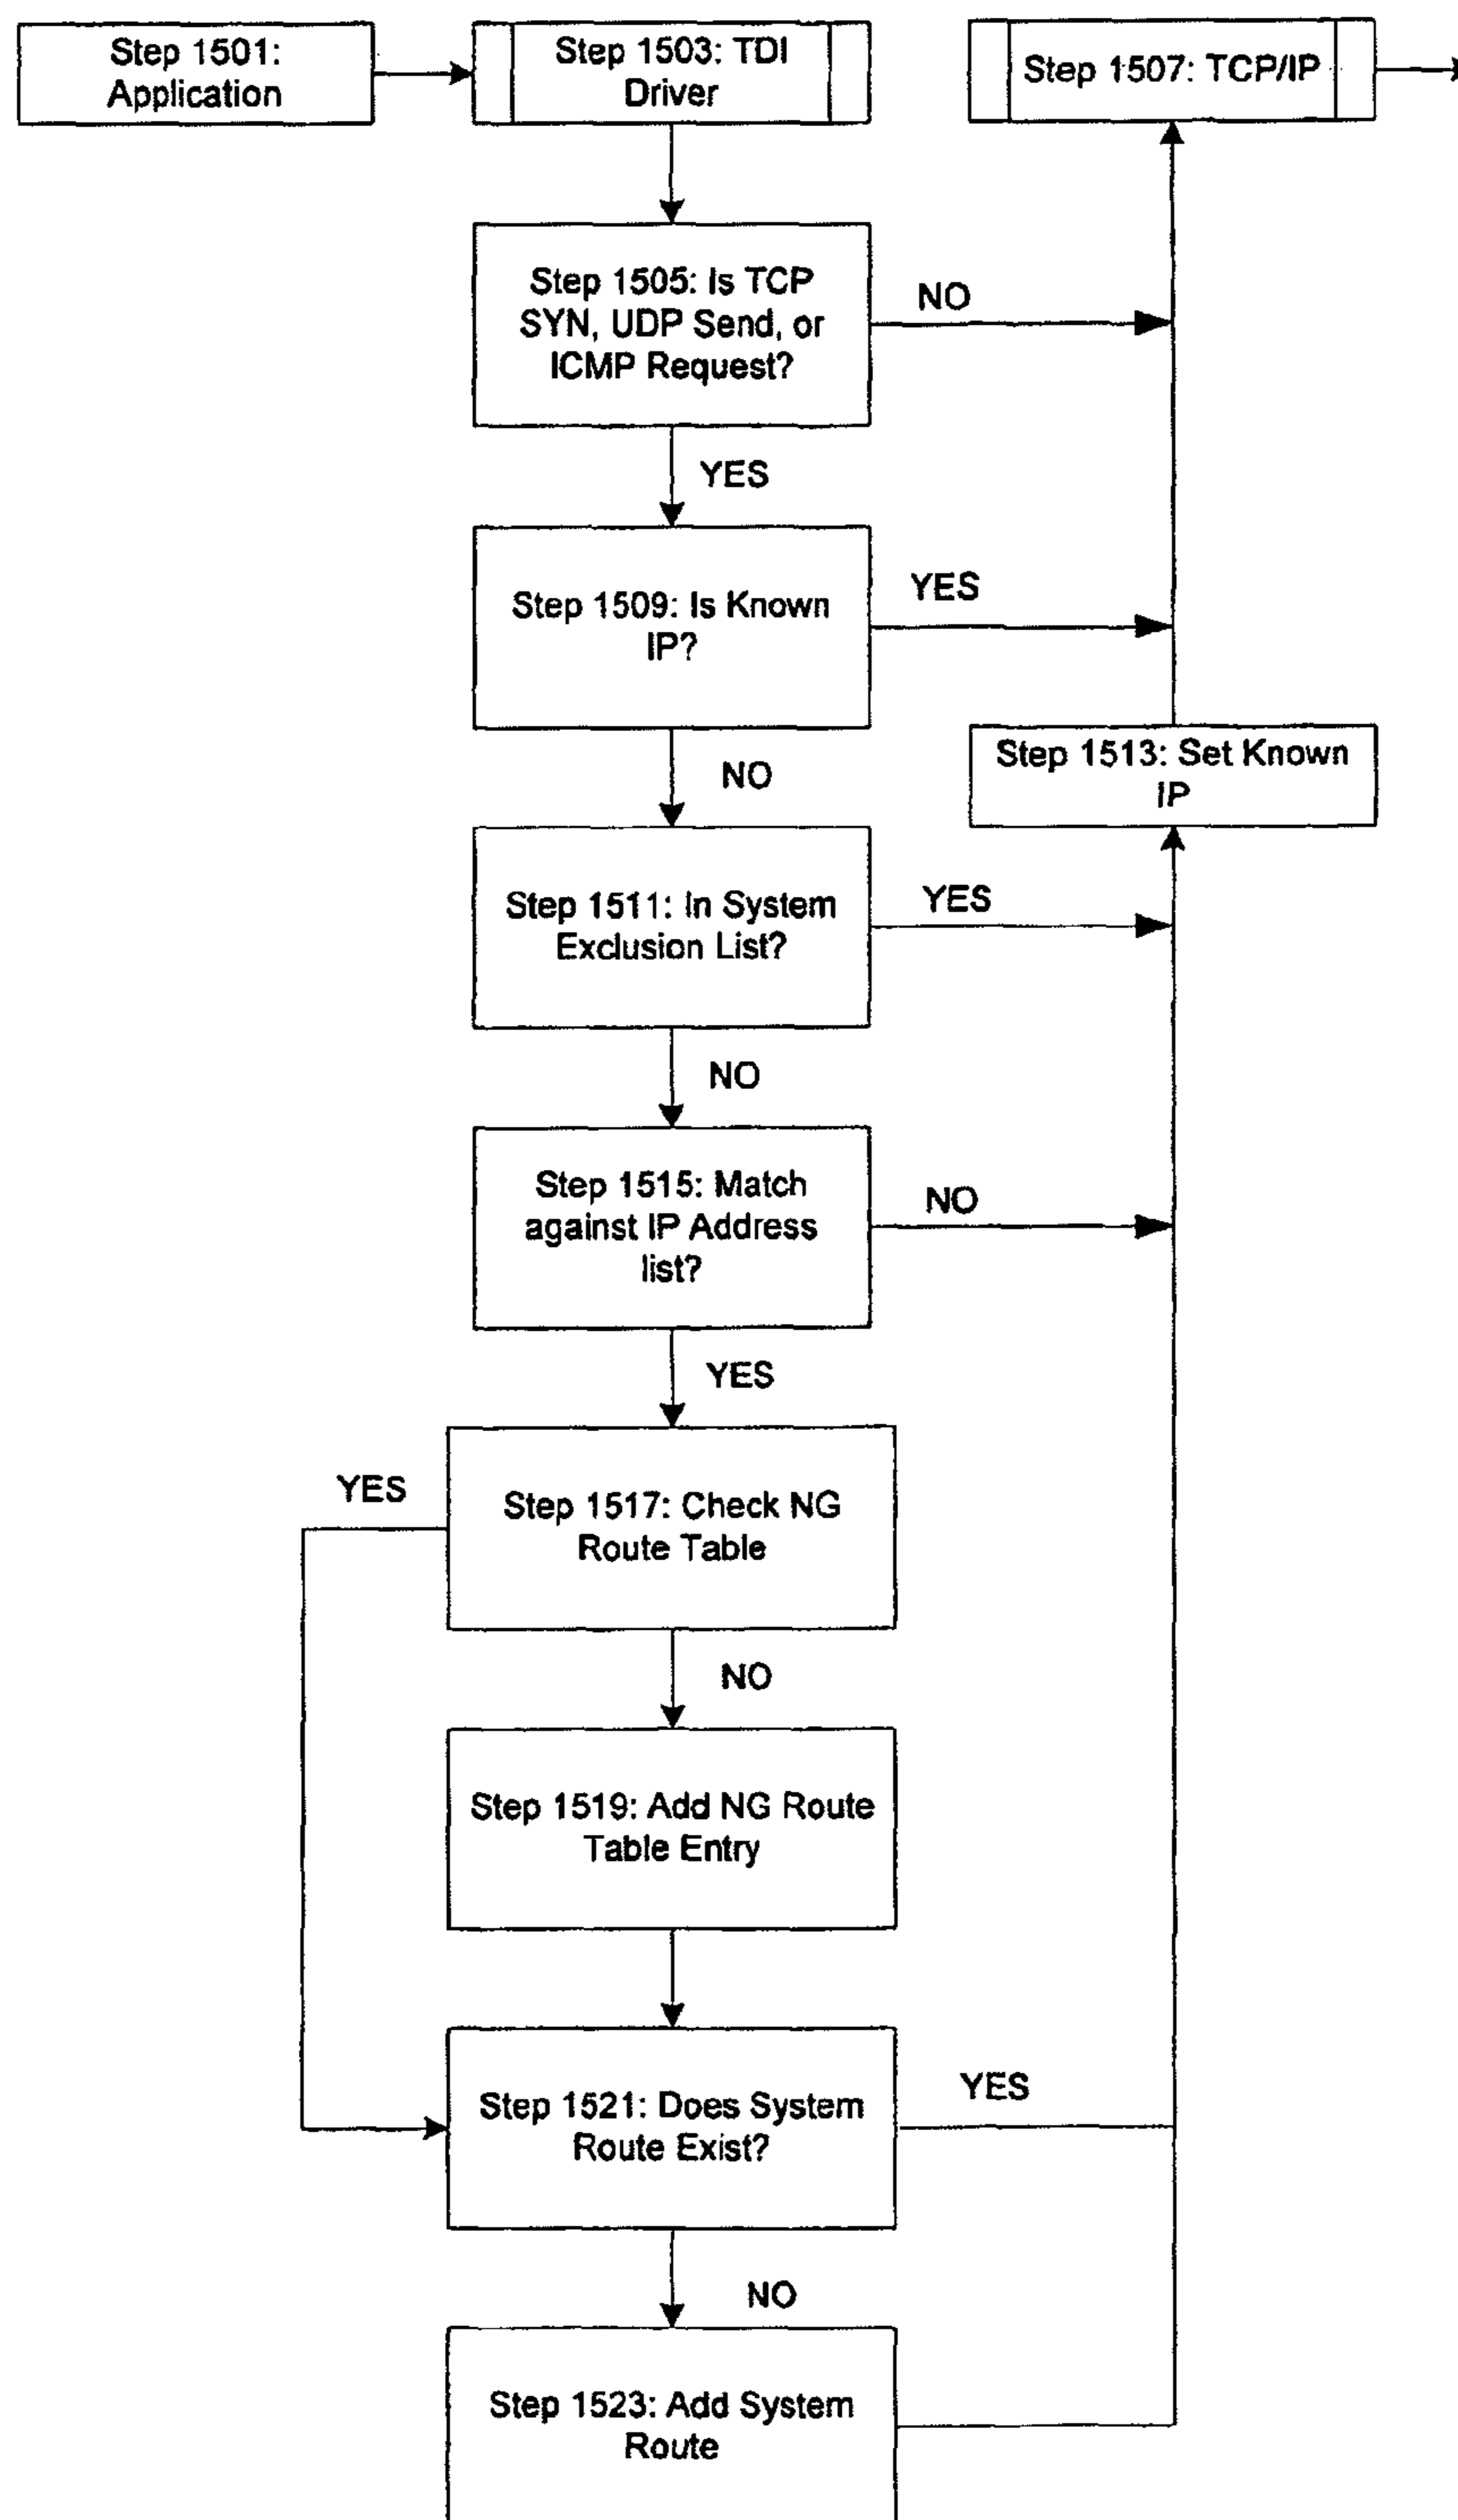 Step 1501:
Application
Step 1503: TDI
Driver
Step 1507: TCP/IP
Step 1505: Is TCP
SYN, UDP Send, or
ICMP Request?
NO
YES
Step 1509: Is Known
IP?
YES
NO
Step 1513: Set Known
IP
Step 1511: In System
Exclusion List?
YES
NO
Step 1515: Match
against IP Address
list?
NO
YES
Step 1517: Check NG
Route Table
YES
NO
Step 1519: Add NG Route
Table Entry
Step 1521: Does System
Route Exist?
YES
NO
Step 1523: Add System
Route